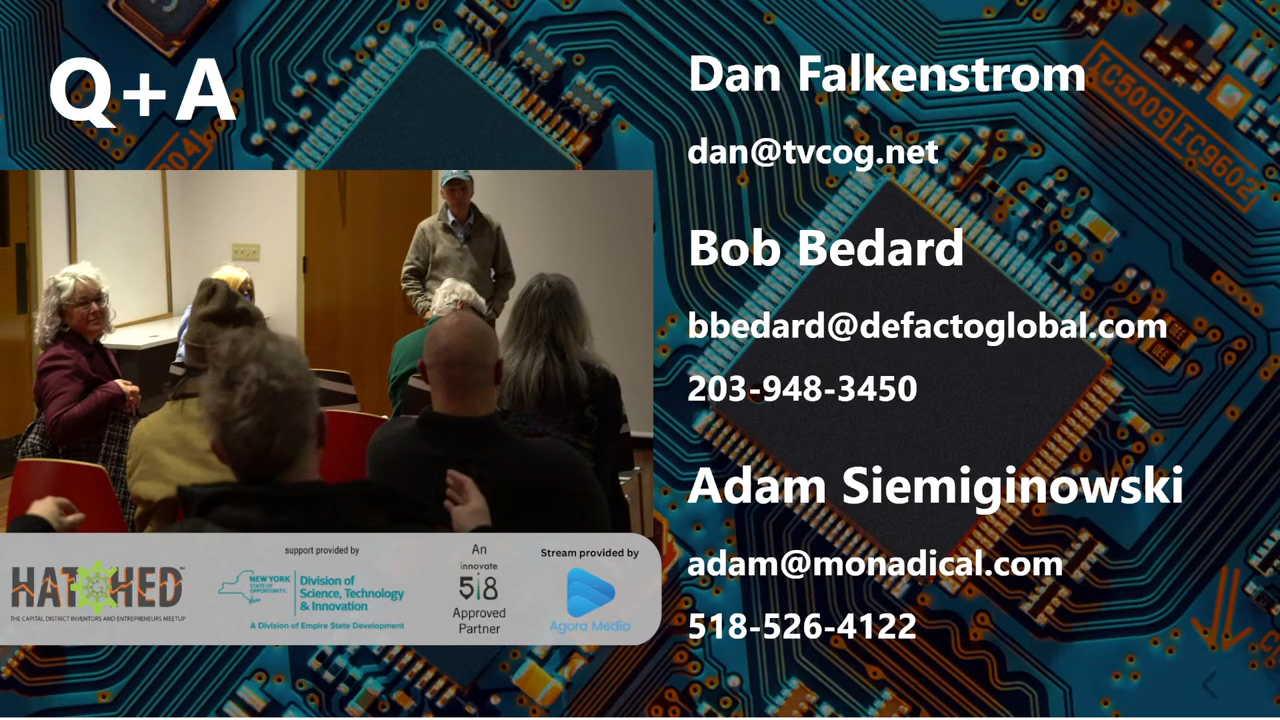 Q+A
Dan Falkenstrom
dan@tvcog.net
Bob Bedard
bbedard@defactoglobal.com
203-948-3450
Adam Siemiginowski
adam@monadical.com
518-526-4122
IC5009
IC9602
HATCHED
THE CAPITAL DISTRICT INVENTORS AND ENTREPRENEURS MEETUP
support provided by
NEW YORK
STATE OF
OPPORTUNITY.
Division of
Science, Technology
& Innovation
A Division of Empire State Development
An
innovate
518
Approved
Partner
Stream provided by
Agora Media